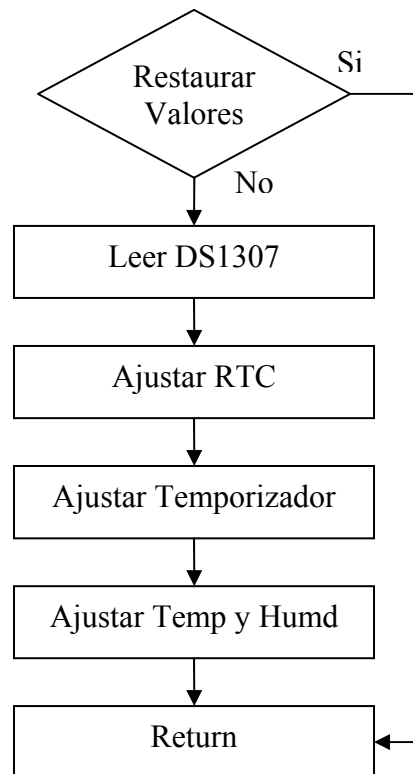 Restaurar
Valores
Si
No
Leer DS1307
Ajustar RTC
Ajustar Temporizador
Ajustar Temp y Humd
Return